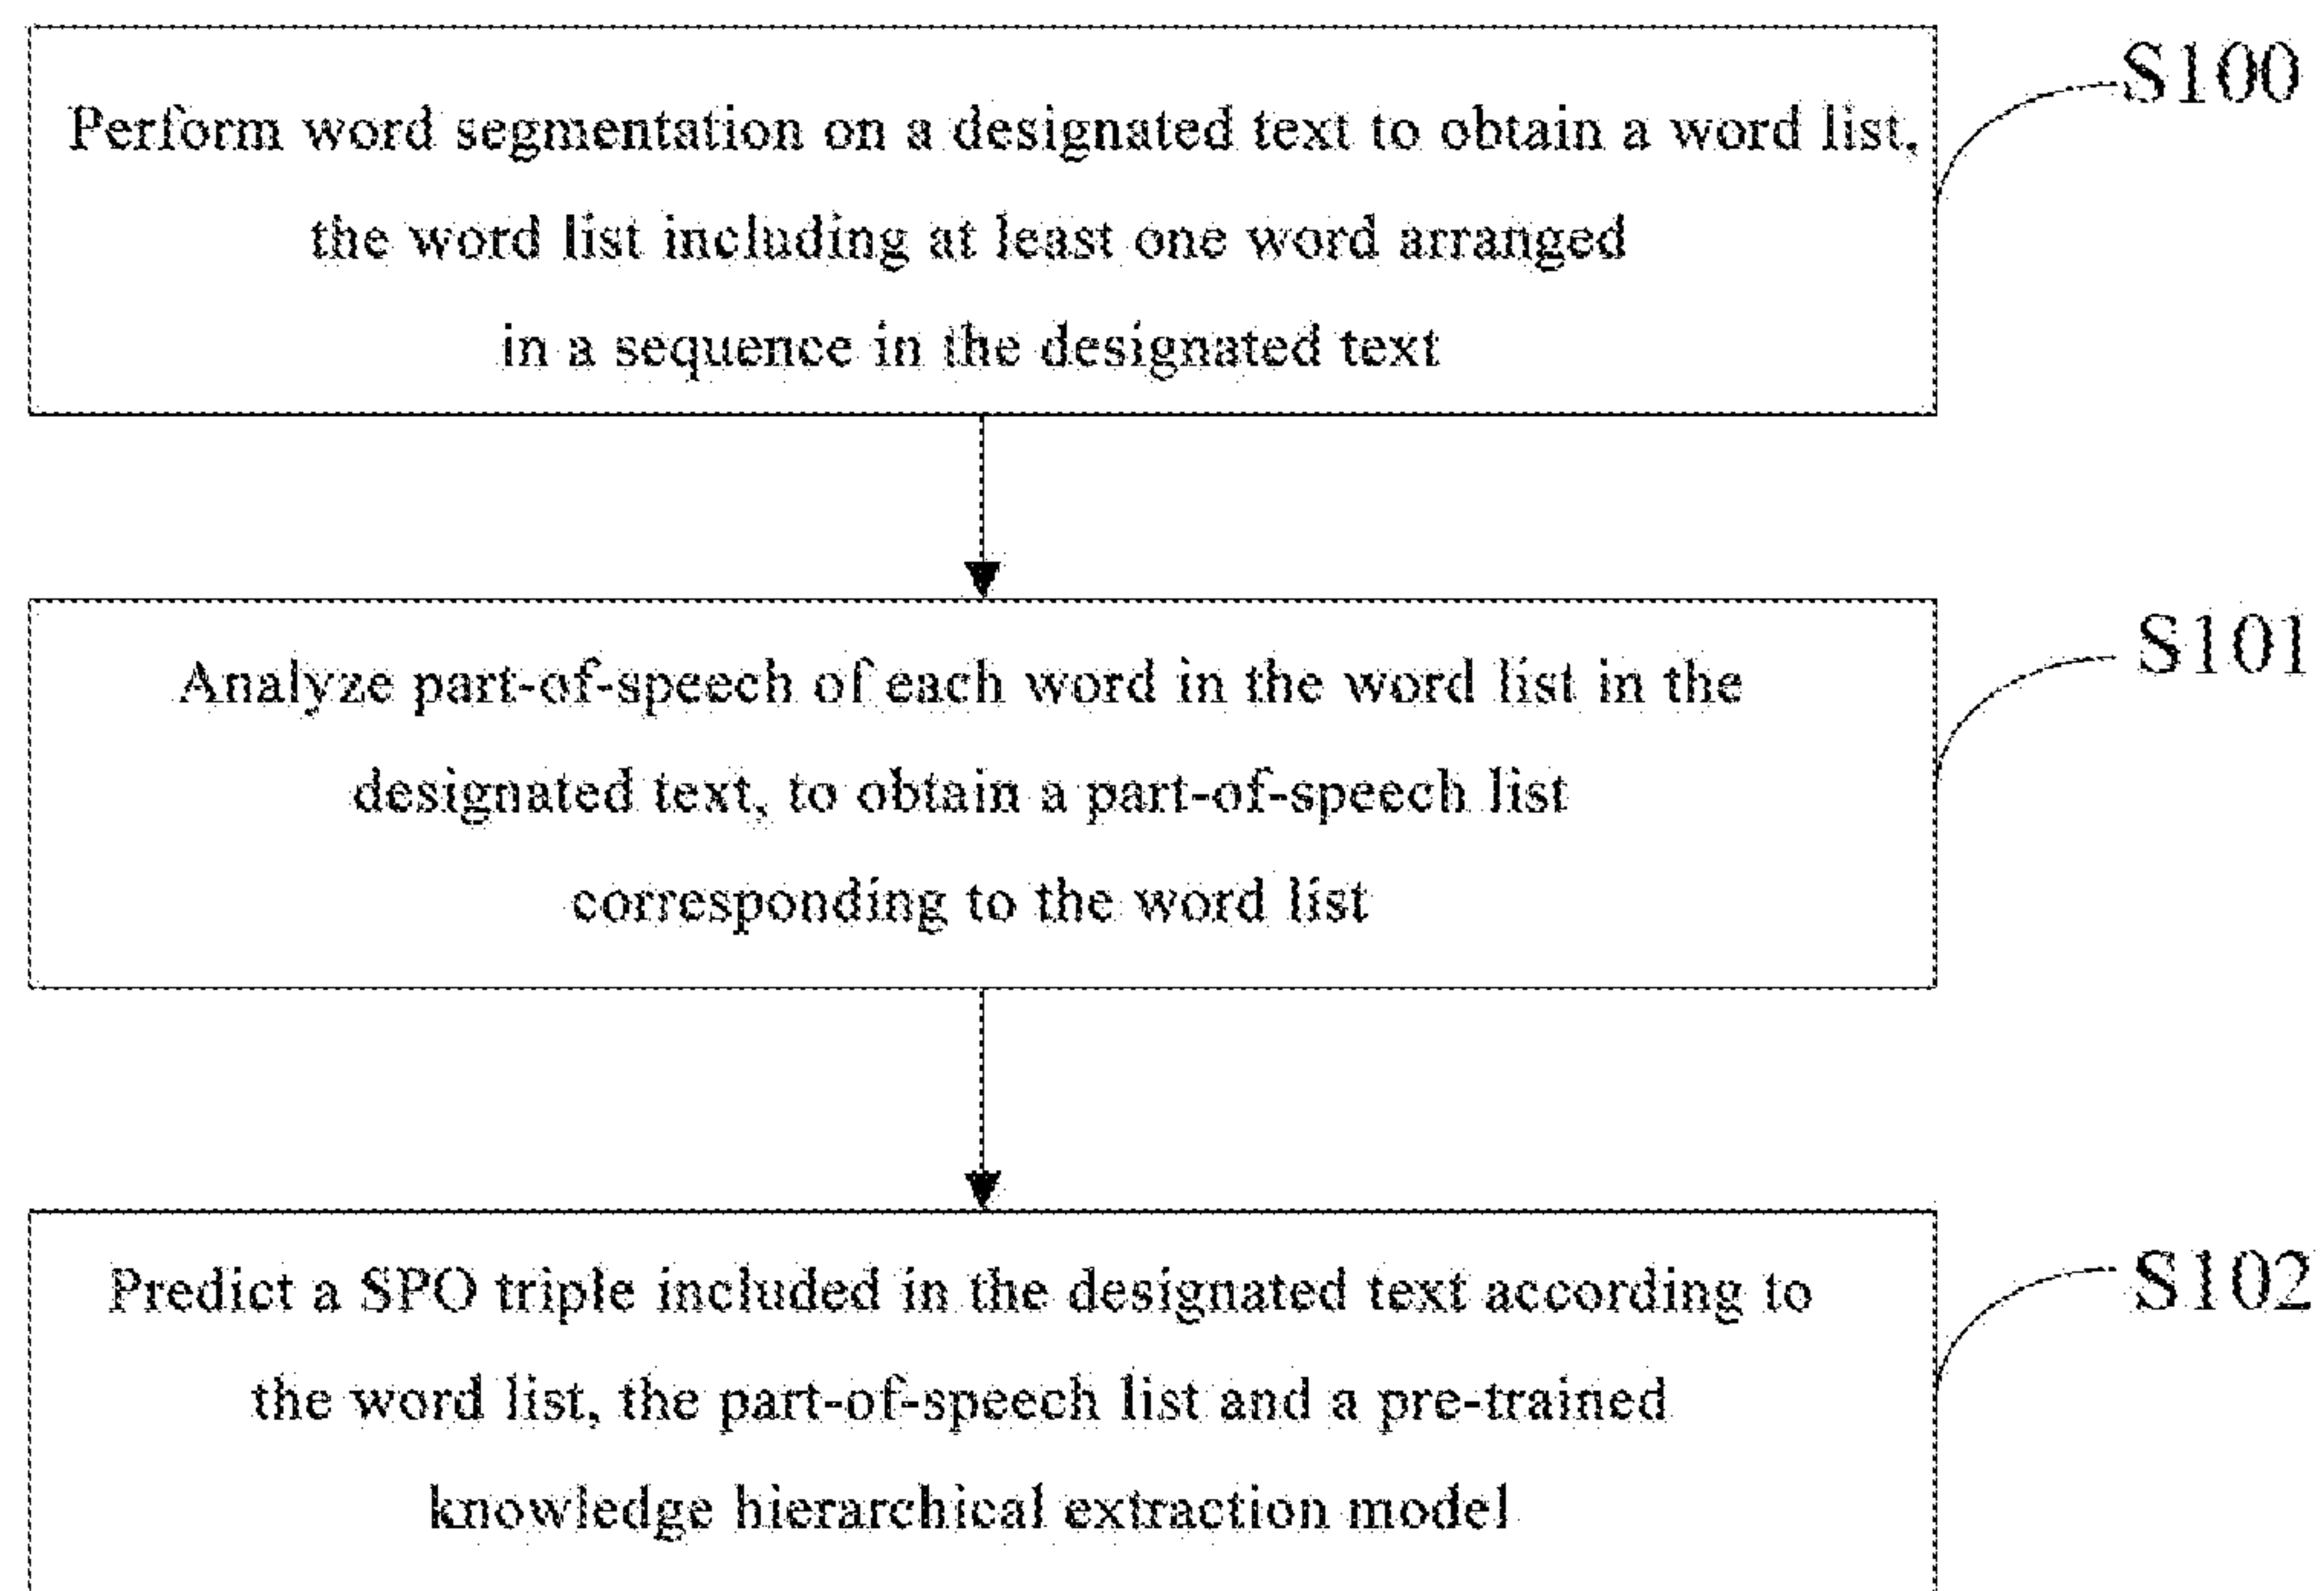 S100
Perform word segmentation on a designated text to obtain a word list,
the word list including at least one word arranged
in a sequence in the designated text
S101
Analyze part-of-speech of each word in the word list in the
designated text, to obtain a part-of-speech list
corresponding to the word list
S102
Predict a SPO triple included in the designated text according to
the word list, the part-of-speech list and a pre-trained
knowledge hierarchical extraction model